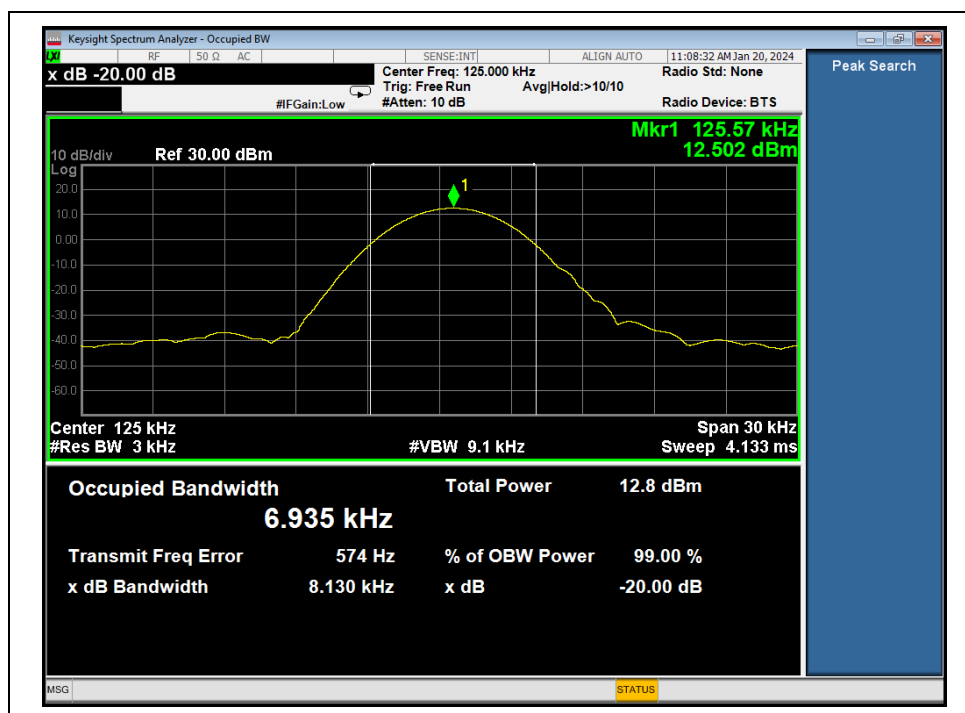 Keysight Spectrum Analyzer - Occupied BW
LXI RF 50 Ω AC SENSE:INT ALIGN AUTO 11:08:32 AM Jan 20, 2024
x dB -20.00 dB
Center Freq: 125.000 kHz Radio Std: None
Trig: Free Run Avg|Hold:>10/10
#IFGain:Low #Atten: 10 dB Radio Device: BTS
Peak Search
Mkr1 125.57 kHz
12.502 dBm
10 dB/div Ref 30.00 dBm
Log
1
20.0
10.0
0.00
-10.0
-20.0
-30.0
-40.0
-50.0
-60.0
Center 125 kHz Span 30 kHz
#Res BW 3 kHz #VBW 9.1 kHz Sweep 4.133 ms
Occupied Bandwidth Total Power 12.8 dBm
6.935 kHz
Transmit Freq Error 574 Hz % of OBW Power 99.00 %
x dB Bandwidth 8.130 kHz x dB -20.00 dB
MSG STATUS